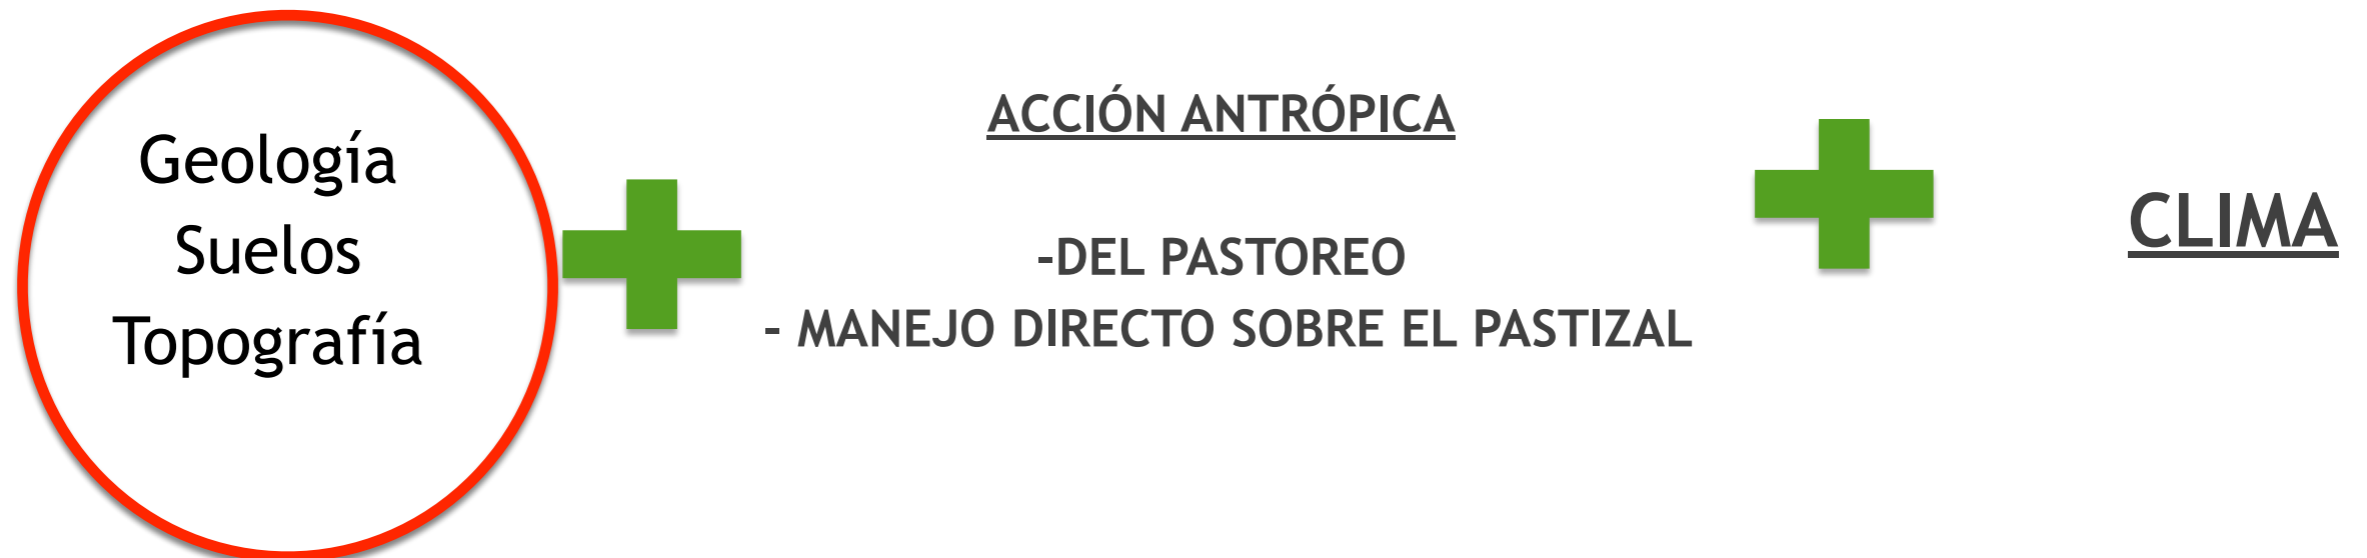 Geología
Suelos
Topografía
ACCIÓN ANTRÓPICA
-DEL PASTOREO
- MANEJO DIRECTO SOBRE EL PASTIZAL
CLIMA